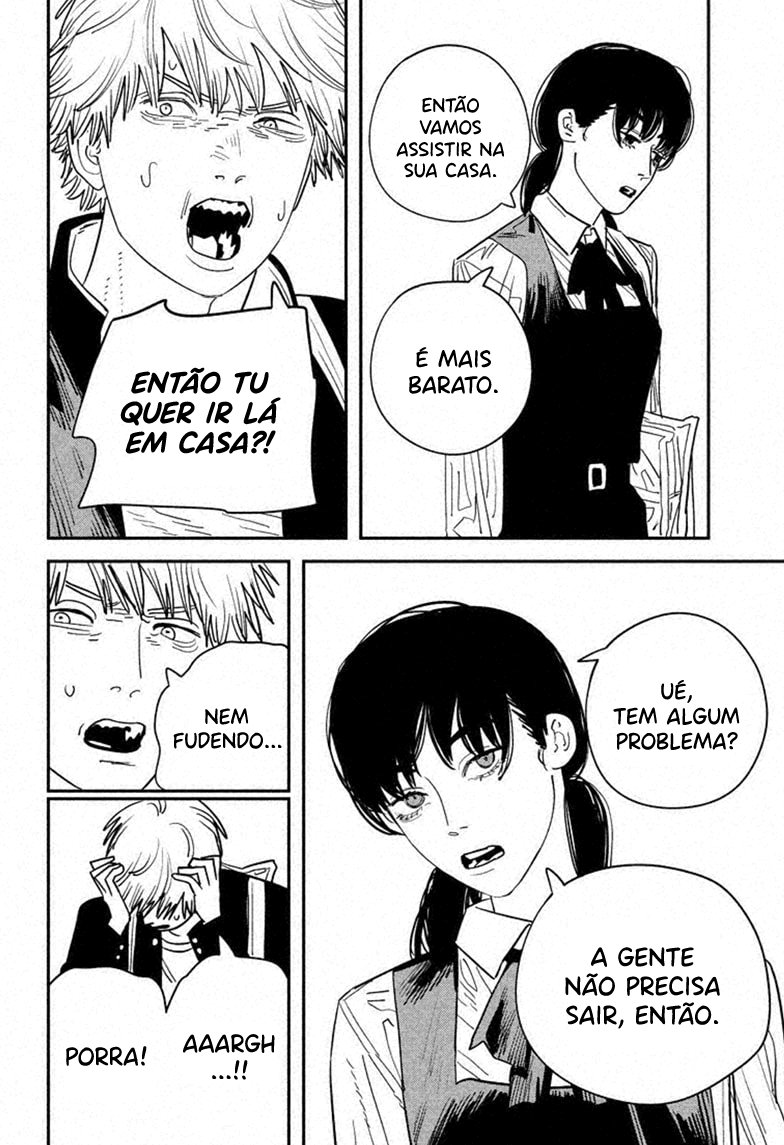 ENTÃO
VAMOS
ASSISTIR NA
SUA CASA.
É MAIS
BARATO.
ENTÃO TU
QUER IR LÁ
EM CASA?!
UÉ,
TEM ALGUM
PROBLEMA?
A GENTE
NÃO PRECISA
SAIR, ENTÃO.
NEM
FUDENDO...
AAARGH
...!!
PORRA!